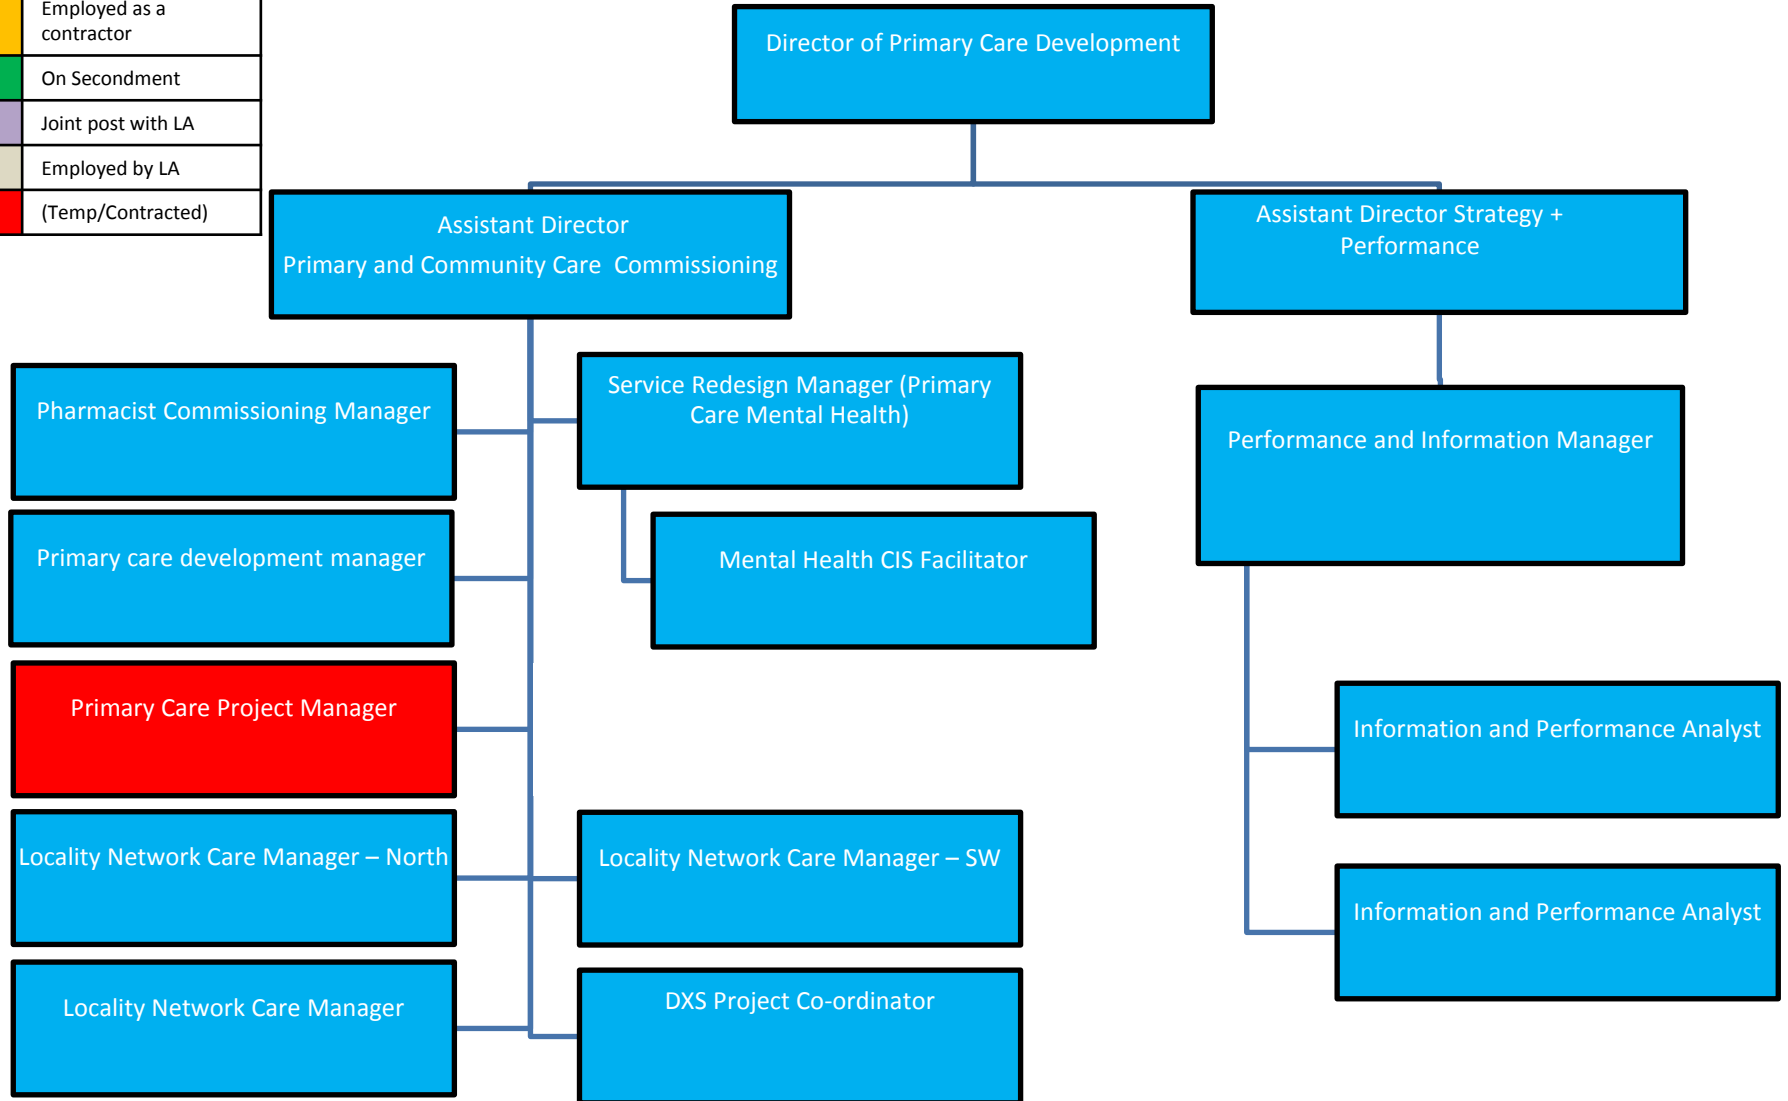 Employed as a
contractor
On Secondment
Joint post with LA
Employed by LA
(Temp/Contracted)
Director of Primary Care Development
Assistant Director
Primary and Community Care  Commissioning
Assistant Director Strategy +
Performance
Pharmacist Commissioning Manager
Service Redesign Manager (Primary
Care Mental Health)
Performance and Information Manager
Primary care development manager
Mental Health CIS Facilitator
Primary Care Project Manager
Information and Performance Analyst
Locality Network Care Manager – North
Locality Network Care Manager – SW
Information and Performance Analyst
Locality Network Care Manager
DXS Project Co-ordinator